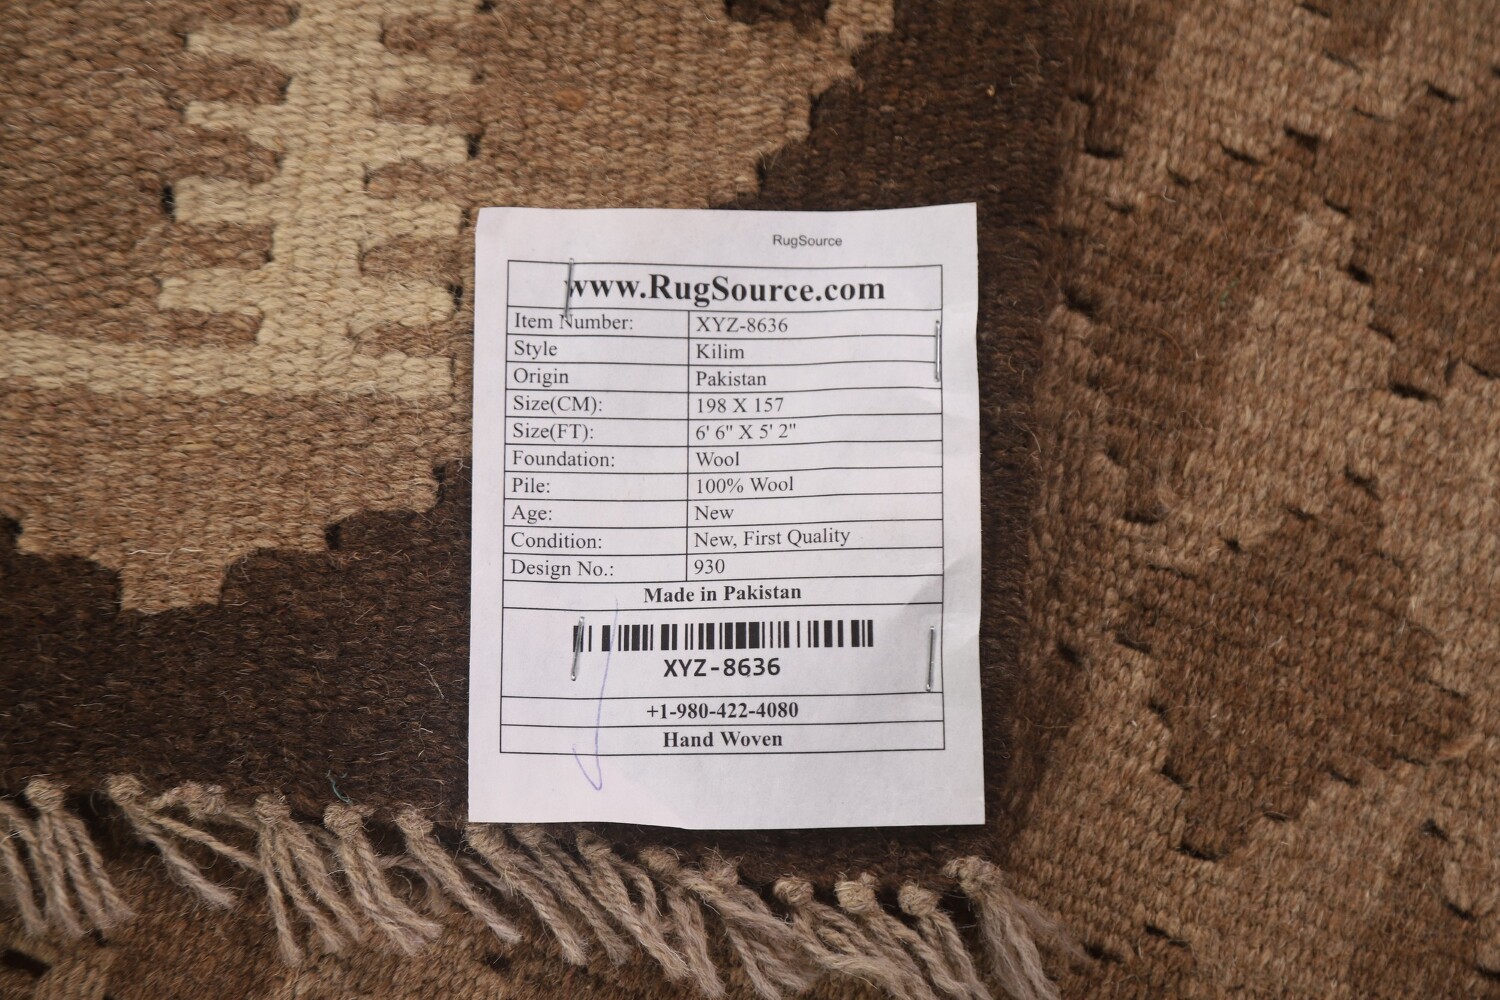 RugSource
www.RugSource.com
Item Number: XYZ-8636
Style Kilim
Origin Pakistan
Size(CM): 198 X 157
Size(FT): 6' 6" X 5' 2"
Foundation: Wool
Pile: 100% Wool
Age: New
Condition: New, First Quality
Design No.: 930
Made in Pakistan
XYZ-8636
+1-980-422-4080
Hand Woven